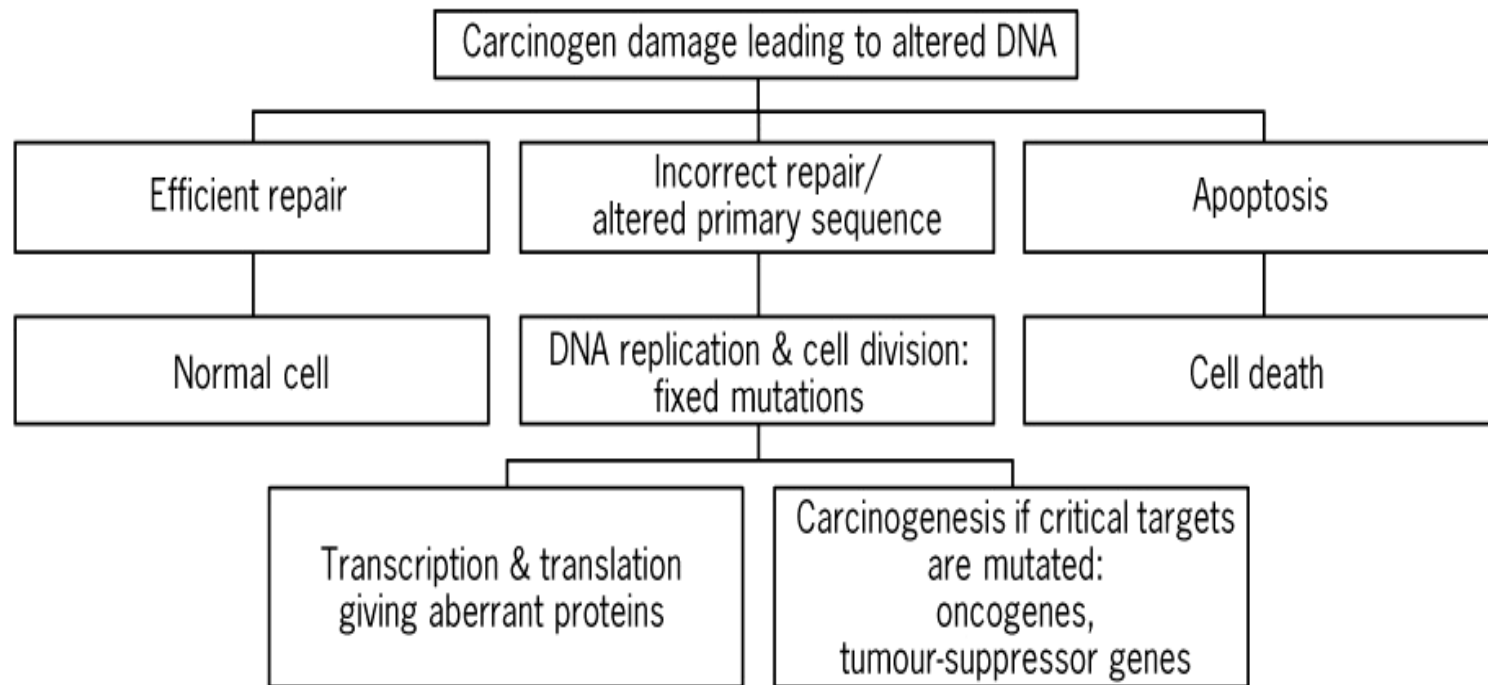 Carcinogen damage leading to altered DNA
Efficient repair
Incorrect repair/
altered primary sequence
Apoptosis
Normal cell
DNA replication & cell division:
fixed mutations
Cell death
Transcription & translation
giving aberrant proteins
Carcinogenesis if critical targets
are mutated:
oncogenes,
tumour-suppressor genes